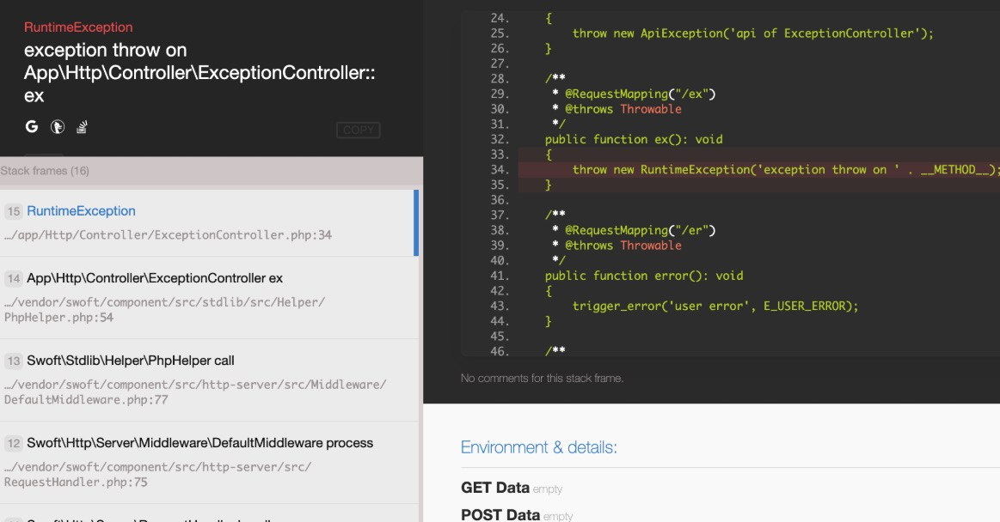 RuntimeException
exception throw on
App\Http\Controller\ExceptionController::
ex
COPY
Stack frames (16)
15 RuntimeException
…/app/Http/Controller/ExceptionController.php:34
14 App\Http\Controller\ExceptionController ex
…/vendor/swoft/component/src/stdlib/src/Helper/
PhpHelper.php:54
13 Swoft\Stdlib\Helper\PhpHelper call
…/vendor/swoft/component/src/http-server/src/Middleware/
DefaultMiddleware.php:77
12 Swoft\Http\Server\Middleware\DefaultMiddleware process
…/vendor/swoft/component/src/http-server/src/
RequestHandler.php:75
24. {
25. throw new ApiException('api of ExceptionController');
26. }
27.
28. /**
29. * @RequestMapping("/ex")
30. * @throws Throwable
31. */
32. public function ex(): void
33. {
34. throw new RuntimeException('exception throw on ' . __METHOD__);
35. }
36.
37. /**
38. * @RequestMapping("/er")
39. * @throws Throwable
40. */
41. public function error(): void
42. {
43. trigger_error('user error', E_USER_ERROR);
44. }
45.
46. /**
No comments for this stack frame.
Environment & details:
GET Data empty
POST Data empty